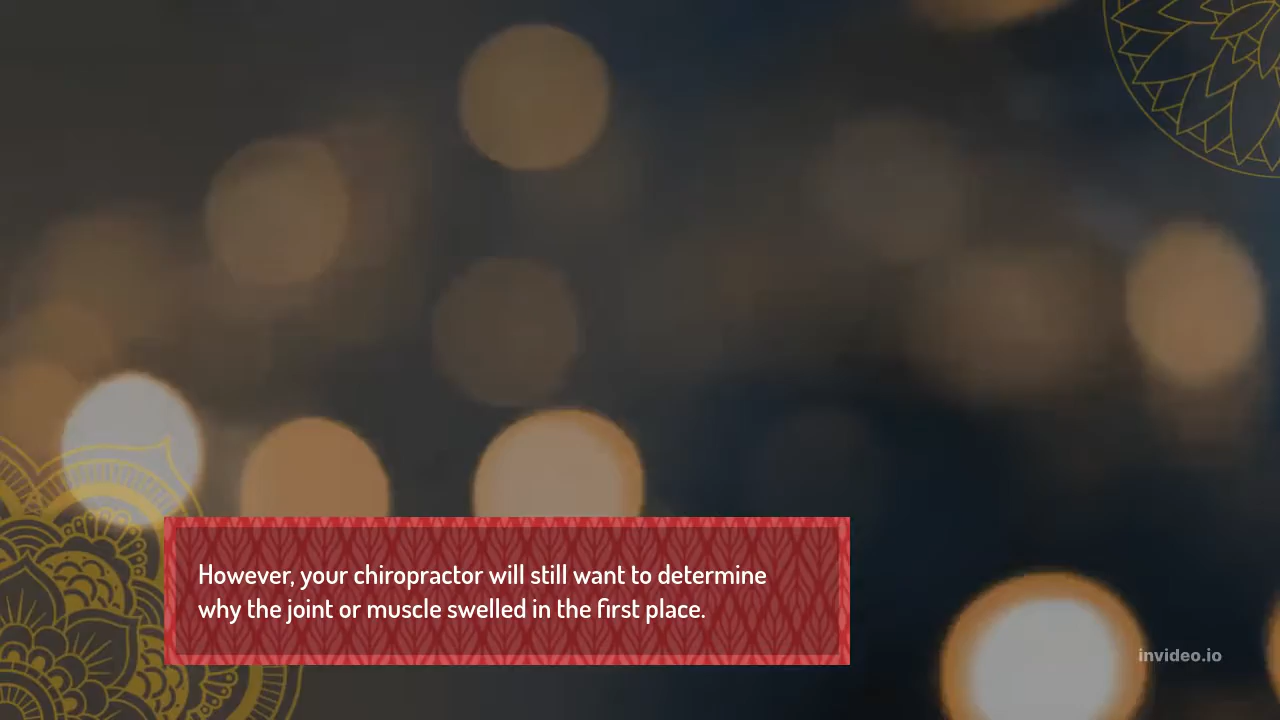 However, your chiropractor will still want to determine
why the joint or muscle swelled in the first place.
invideo.io